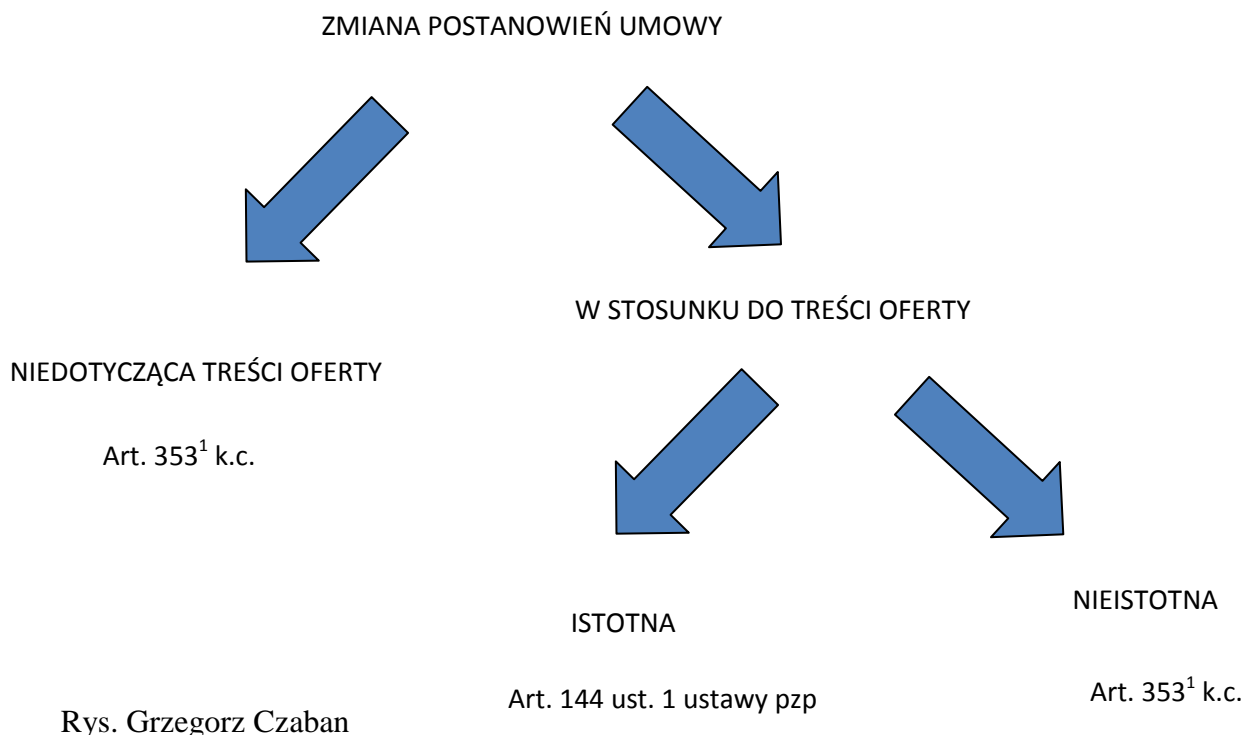 ZMIANA POSTANOWIEŃ UMOWY
W STOSUNKU DO TREŚCI OFERTY
NIEDOTYCZĄCA TREŚCI OFERTY
Art. 353¹ k.c.
ISTOTNA
Art. 144 ust. 1 ustawy pzp
NIEISTOTNA
Art. 353¹ k.c.
Rys. Grzegorz Czaban